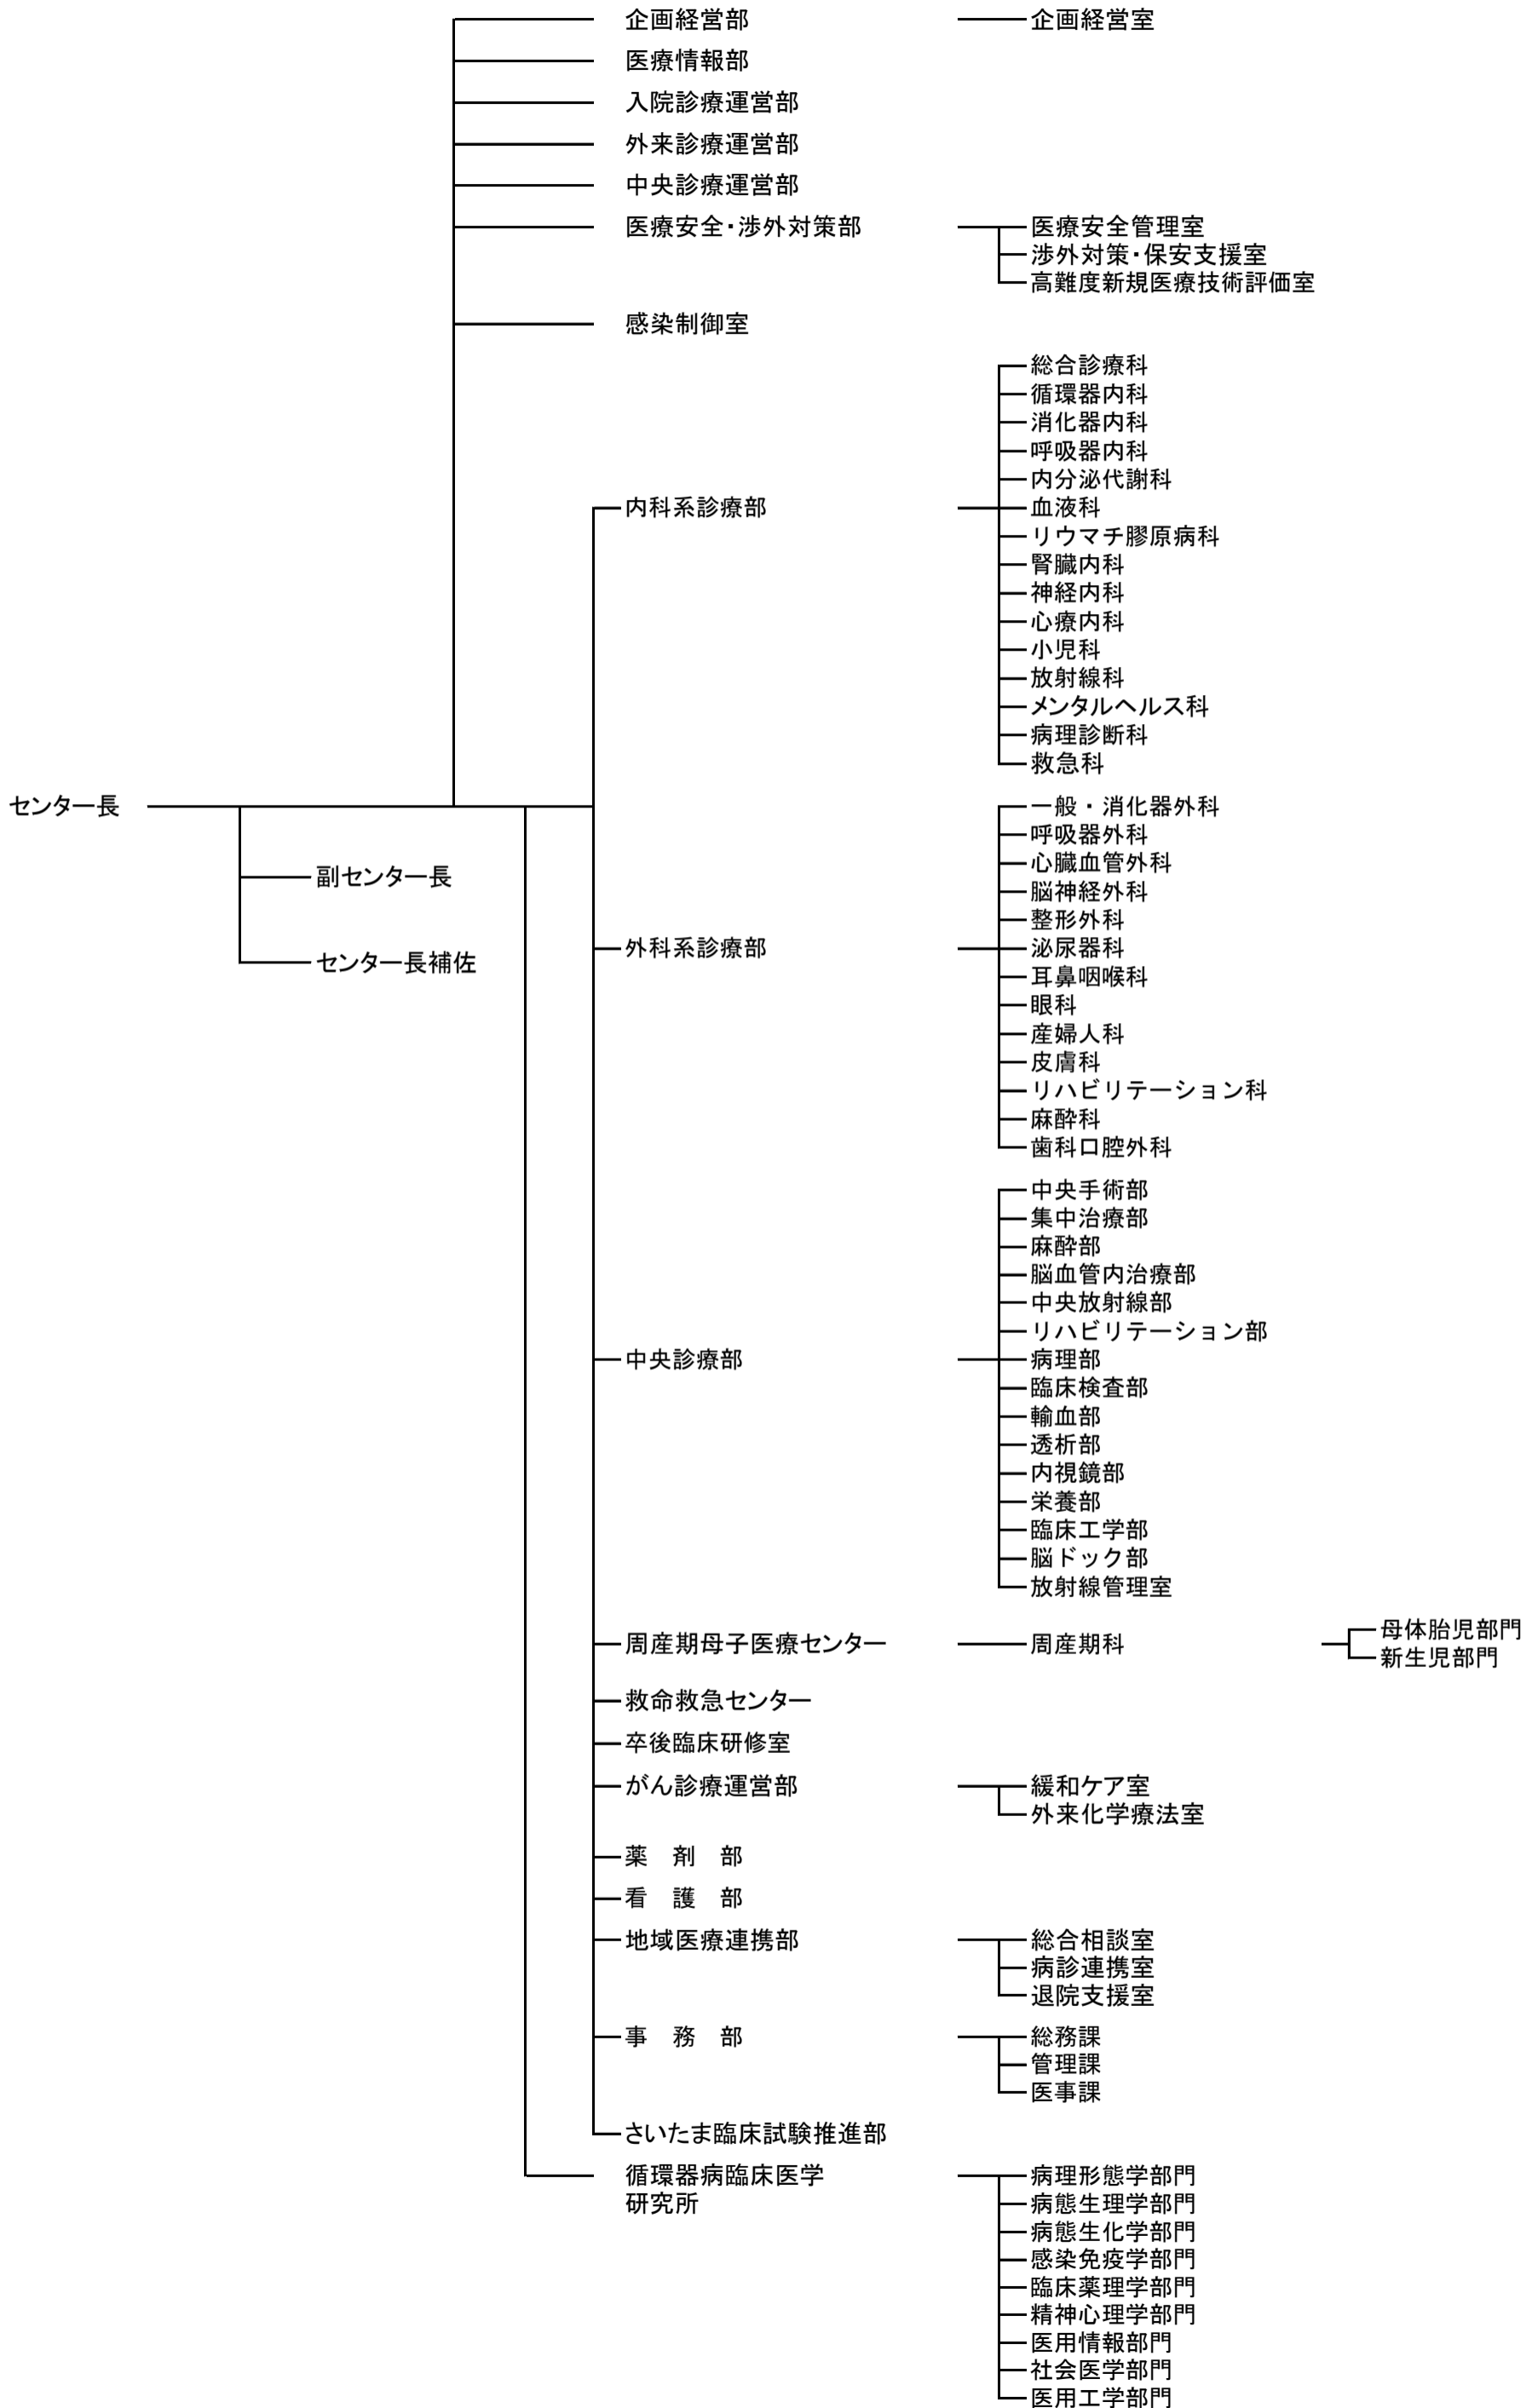 企画経営部
企画経営室
医療情報部
入院診療運営部
外来診療運営部
中央診療運営部
医療安全・渉外対策部
医療安全管理室
渉外対策・保安支援室
高難度新規医療技術評価室
感染制御室
内科系診療部
総合診療科
循環器内科
消化器内科
呼吸器内科
内分泌代謝科
血液科
リウマチ膠原病科
腎臓内科
神経内科
心療内科
小児科
放射線科
メンタルヘルス科
病理診断科
救急科
センター長
副センター長
センター長補佐
外科系診療部
一般・消化器外科
呼吸器外科
心臓血管外科
脳神経外科
整形外科
泌尿器科
耳鼻咽喉科
眼科
産婦人科
皮膚科
リハビリテーション科
麻酔科
歯科口腔外科
中央診療部
中央手術部
集中治療部
麻酔部
脳血管内治療部
中央放射線部
リハビリテーション部
病理部
臨床検査部
輸血部
透析部
内視鏡部
栄養部
臨床工学部
脳ドック部
放射線管理室
周産期母子医療センター
周産期科
母体胎児部門
新生児部門
救命救急センター
卒後臨床研修室
がん診療運営部
緩和ケア室
外来化学療法室
薬　剤　部
看　護　部
地域医療連携部
総合相談室
病診連携室
退院支援室
事　務　部
総務課
管理課
医事課
さいたま臨床試験推進部
循環器病臨床医学
研究所
病理形態学部門
病態生理学部門
病態生化学部門
感染免疫学部門
臨床薬理学部門
精神心理学部門
医用情報部門
社会医学部門
医用工学部門